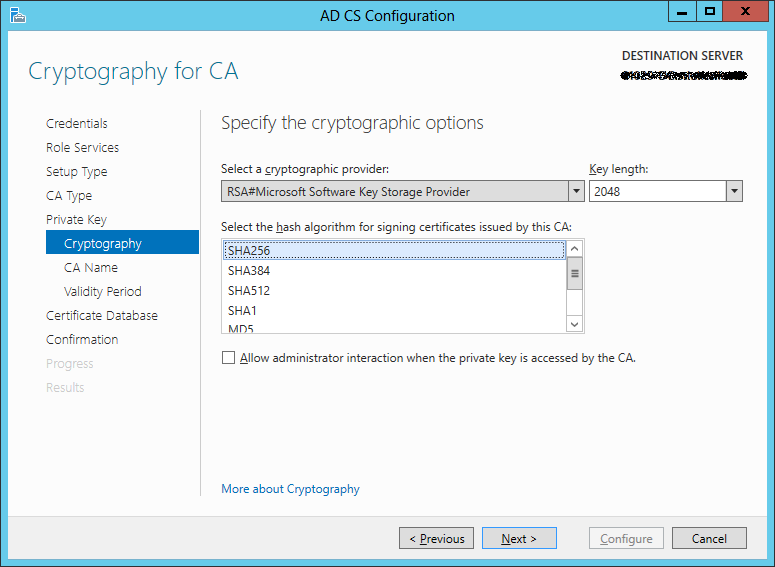 AD CS Configuration
Cryptography for CA
DESTINATION SERVER
Credentials
Role Services
Setup Type
CA Type
Private Key
Cryptography
CA Name
Validity Period
Certificate Database
Confirmation
Progress
Results
Specify the cryptographic options
Select a cryptographic provider:
Key length:
RSA#Microsoft Software Key Storage Provider
2048
Select the hash algorithm for signing certificates issued by this CA:
SHA256
SHA384
SHA512
SHA1
MD5
Allow administrator interaction when the private key is accessed by the CA.
More about Cryptography
< Previous
Next >
Configure
Cancel